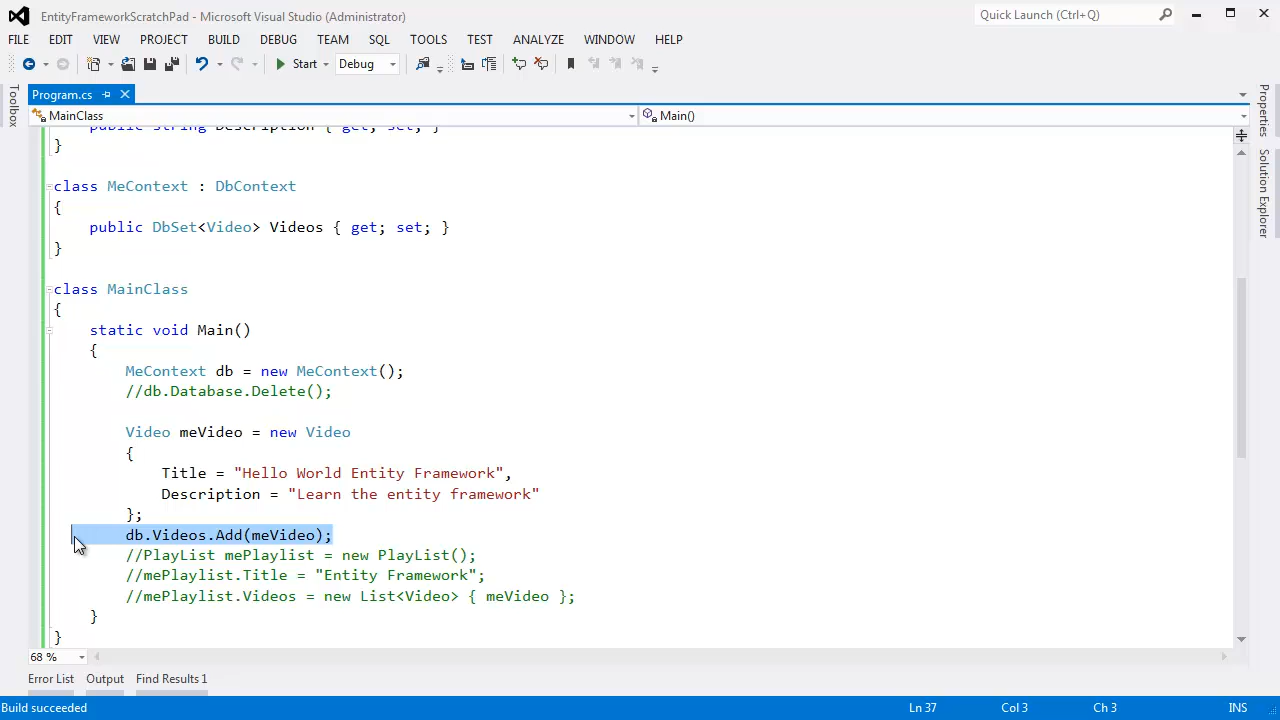 EntityFrameworkScratchPad - Microsoft Visual Studio (Administrator)
Quick Launch (Ctrl+Q)
FILE EDIT VIEW PROJECT BUILD DEBUG TEAM SQL TOOLS TEST ANALYZE WINDOW HELP
Start Debug
Toolbox
Program.cs
MainClass
Main()
Properties
Solution Explorer
public string Description { get; set; }
}
class MeContext : DbContext
{
public DbSet<Video> Videos { get; set; }
}
class MainClass
{
static void Main()
{
MeContext db = new MeContext();
//db.Database.Delete();
Video meVideo = new Video
{
Title = "Hello World Entity Framework",
Description = "Learn the entity framework"
};
db.Videos.Add(meVideo);
//PlayList mePlaylist = new PlayList();
//mePlaylist.Title = "Entity Framework";
//mePlaylist.Videos = new List<Video> { meVideo };
}
}
68 %
Error List Output Find Results 1
Build succeeded Ln 37 Col 3 Ch 3 INS